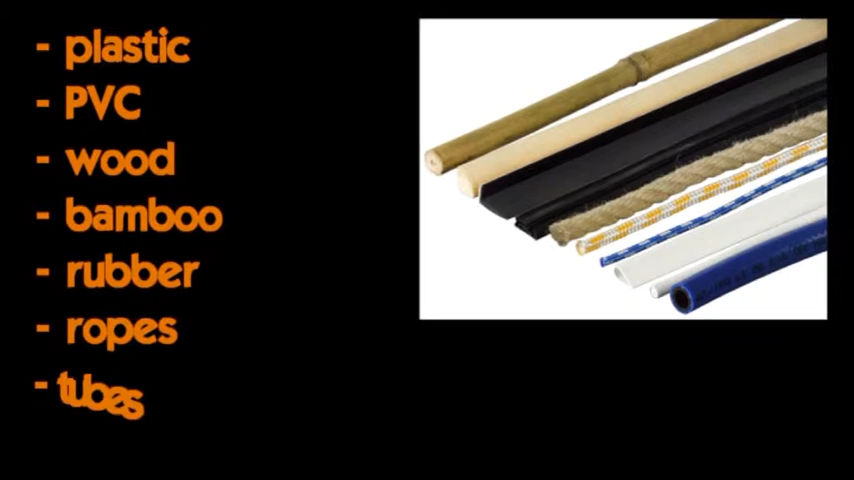 - plastic
- PVC
- wood
- bamboo
- rubber
- ropes
- tubes